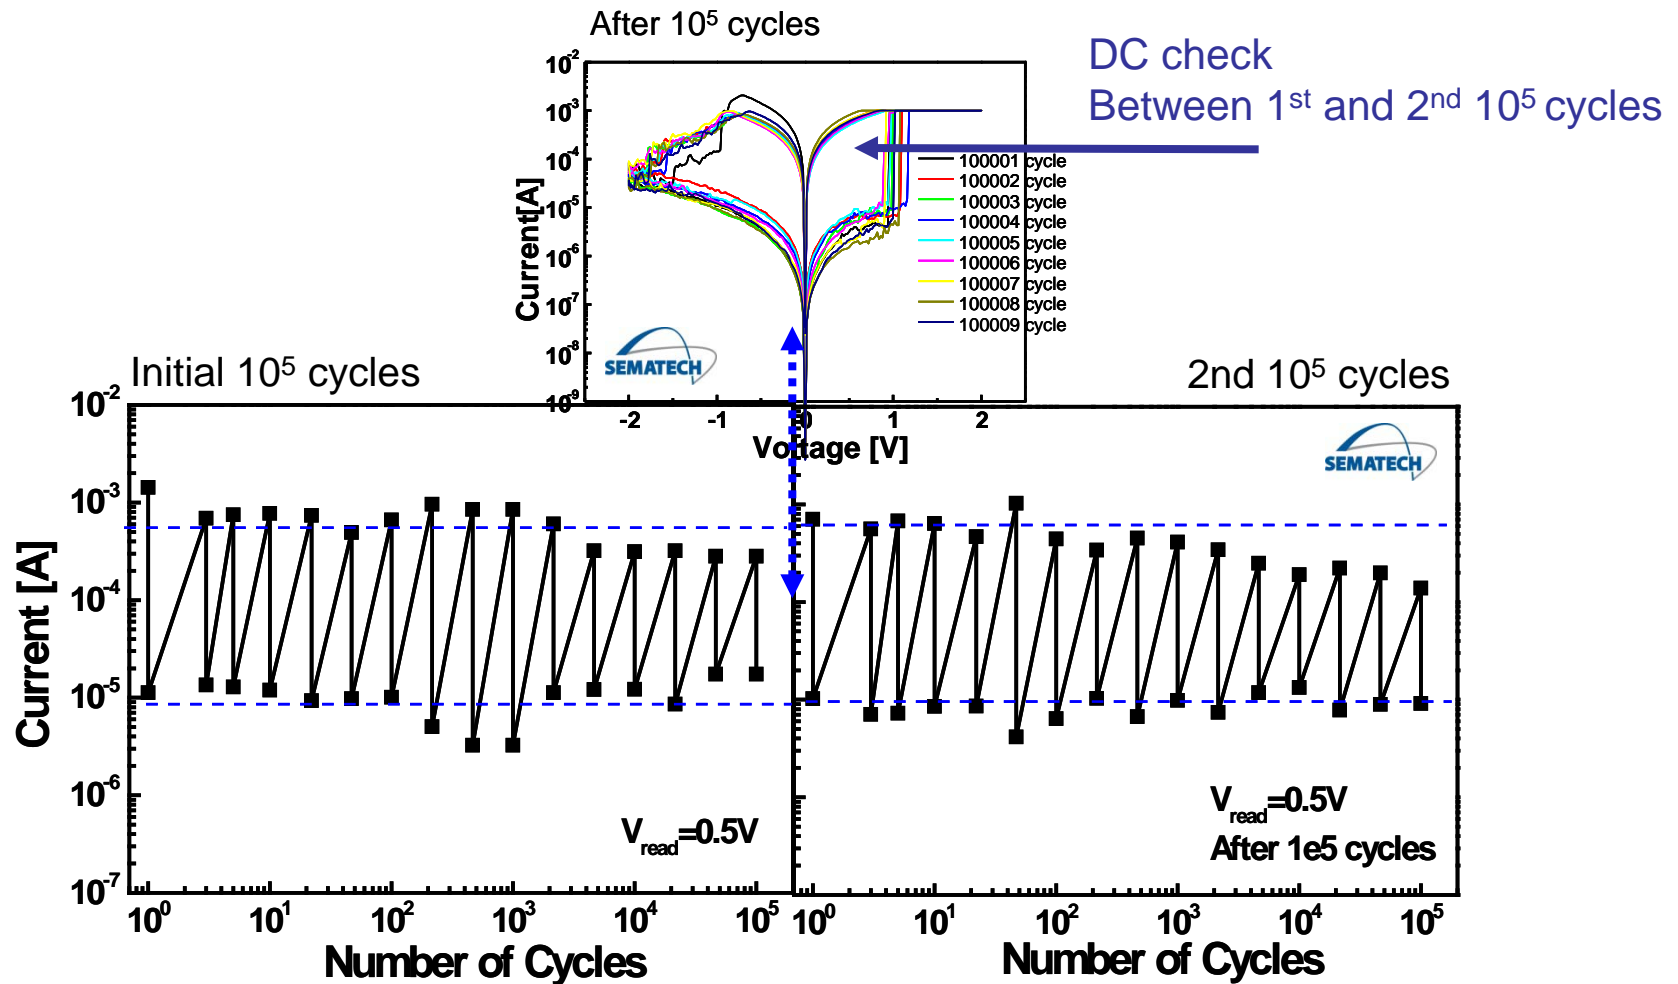 After 10⁵ cycles
DC check
Between 1st and 2nd 10⁵ cycles
10⁻²
10⁻³
10⁻⁴
10⁻⁵
10⁻⁶
10⁻⁷
10⁻⁸
10⁻⁹
Current[A]
100001 cycle
100002 cycle
100003 cycle
100004 cycle
100005 cycle
100006 cycle
100007 cycle
100008 cycle
100009 cycle
SEMATECH
-2 -1 0 1 2
Voltage [V]
Initial 10⁵ cycles
10⁻²
10⁻³
10⁻⁴
10⁻⁵
10⁻⁶
10⁻⁷
Current [A]
Vread=0.5V
10⁰ 10¹ 10² 10³ 10⁴ 10⁵
Number of Cycles
2nd 10⁵ cycles
SEMATECH
Vread=0.5V
After 1e5 cycles
10⁰ 10¹ 10² 10³ 10⁴ 10⁵
Number of Cycles